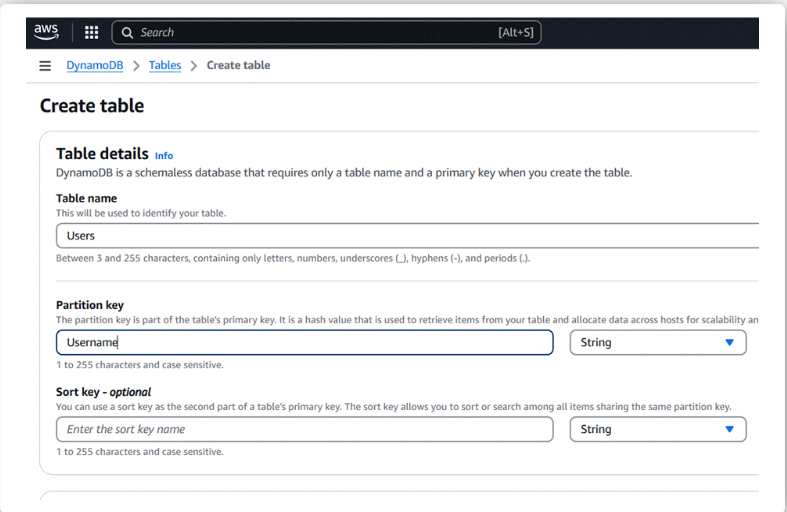 aws Search [Alt+S]
DynamoDB > Tables > Create table
Create table
Table details Info
DynamoDB is a schemaless database that requires only a table name and a primary key when you create the table.
Table name
This will be used to identify your table.
Users
Between 3 and 255 characters, containing only letters, numbers, underscores (_), hyphens (-), and periods (.).
Partition key
The partition key is part of the table's primary key. It is a hash value that is used to retrieve items from your table and allocate data across hosts for scalability an
Username String
1 to 255 characters and case sensitive.
Sort key - optional
You can use a sort key as the second part of a table's primary key. The sort key allows you to sort or search among all items sharing the same partition key.
Enter the sort key name String
1 to 255 characters and case sensitive.